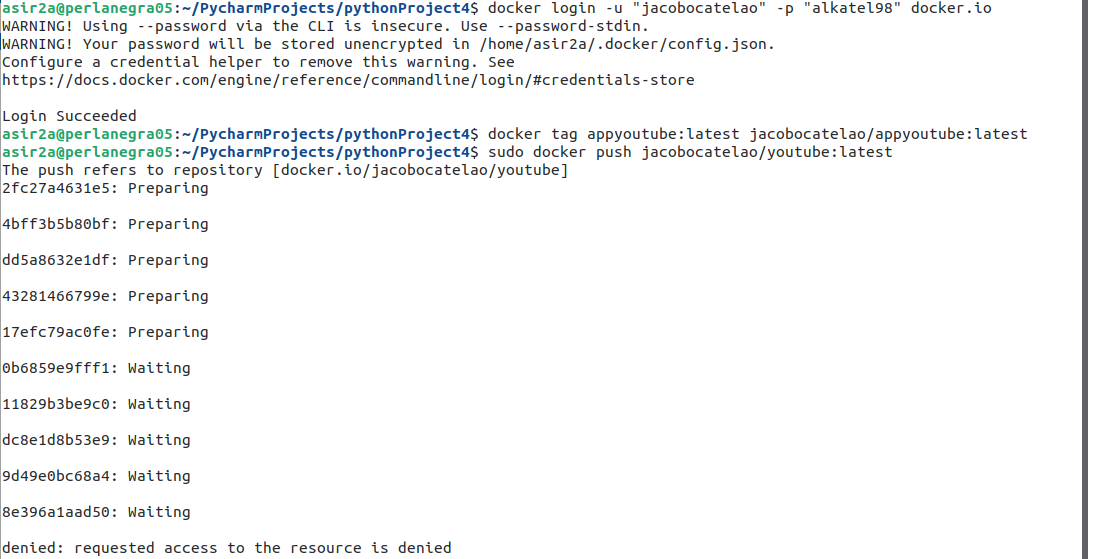 asir2a@perlanegra05:~/PycharmProjects/pythonProject4$ docker login -u "jacobocatelao" -p "alkatel98" docker.io
WARNING! Using --password via the CLI is insecure. Use --password-stdin.
WARNING! Your password will be stored unencrypted in /home/asir2a/.docker/config.json.
Configure a credential helper to remove this warning. See
https://docs.docker.com/engine/reference/commandline/login/#credentials-store
Login Succeeded
asir2a@perlanegra05:~/PycharmProjects/pythonProject4$ docker tag appyoutube:latest jacobocatelao/appyoutube:latest
asir2a@perlanegra05:~/PycharmProjects/pythonProject4$ sudo docker push jacobocatelao/youtube:latest
The push refers to repository [docker.io/jacobocatelao/youtube]
2fc27a4631e5: Preparing
4bff3b5b80bf: Preparing
dd5a8632e1df: Preparing
43281466799e: Preparing
17efc79ac0fe: Preparing
0b6859e9fff1: Waiting
11829b3be9c0: Waiting
dc8e1d8b53e9: Waiting
9d49e0bc68a4: Waiting
8e396a1aad50: Waiting
denied: requested access to the resource is denied